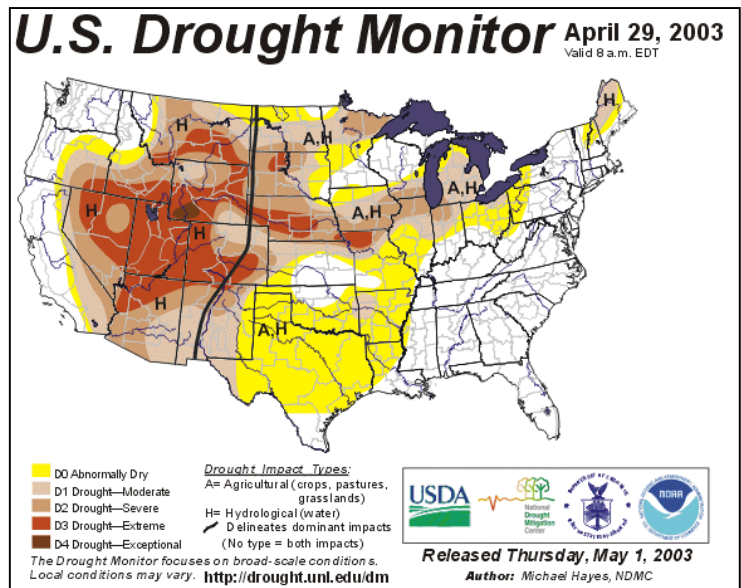 U.S. Drought Monitor
April 29, 2003
Valid 8 a.m. EDT
H
H
A,H
H
A,H
A,H
H
H
A,H
D0 Abnormally Dry
D1 Drought—Moderate
D2 Drought—Severe
D3 Drought—Extreme
D4 Drought—Exceptional
Drought Impact Types:
A= Agricultural (crops, pastures,
grasslands)
H= Hydrological (water)
Delineates dominant impacts
(No type = both impacts)
The Drought Monitor focuses on broad-scale conditions.
Local conditions may vary.
http://drought.unl.edu/dm
USDA
National
Drought
Mitigation
Center
NOAA
Released Thursday, May 1, 2003
Author: Michael Hayes, NDMC